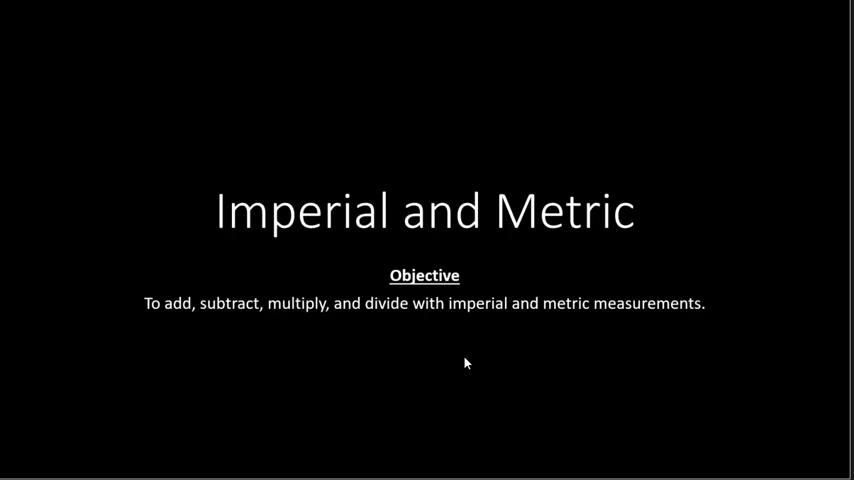 Imperial and Metric
Objective
To add, subtract, multiply, and divide with imperial and metric measurements.